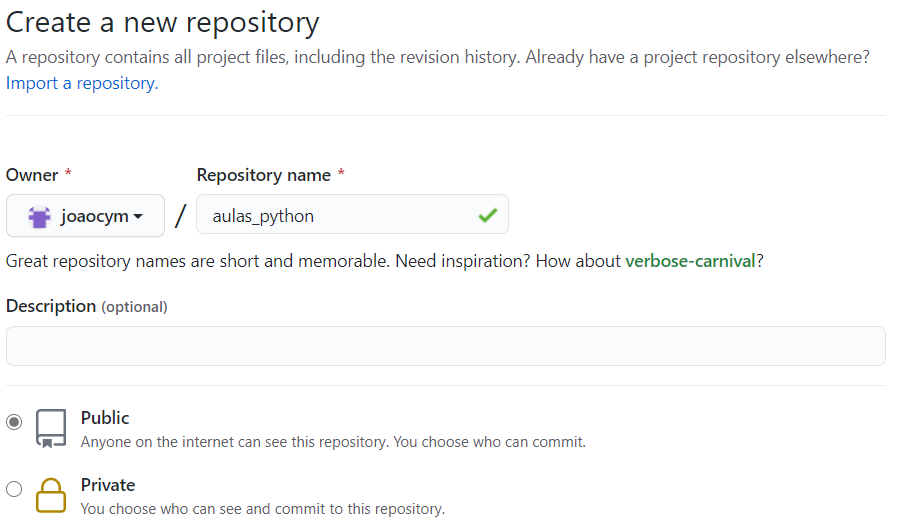 Create a new repository
A repository contains all project files, including the revision history. Already have a project repository elsewhere?
Import a repository.
Owner *
Repository name *
joaocym
/
aulas_python
Great repository names are short and memorable. Need inspiration? How about verbose-carnival?
Description (optional)
Public
Anyone on the internet can see this repository. You choose who can commit.
Private
You choose who can see and commit to this repository.